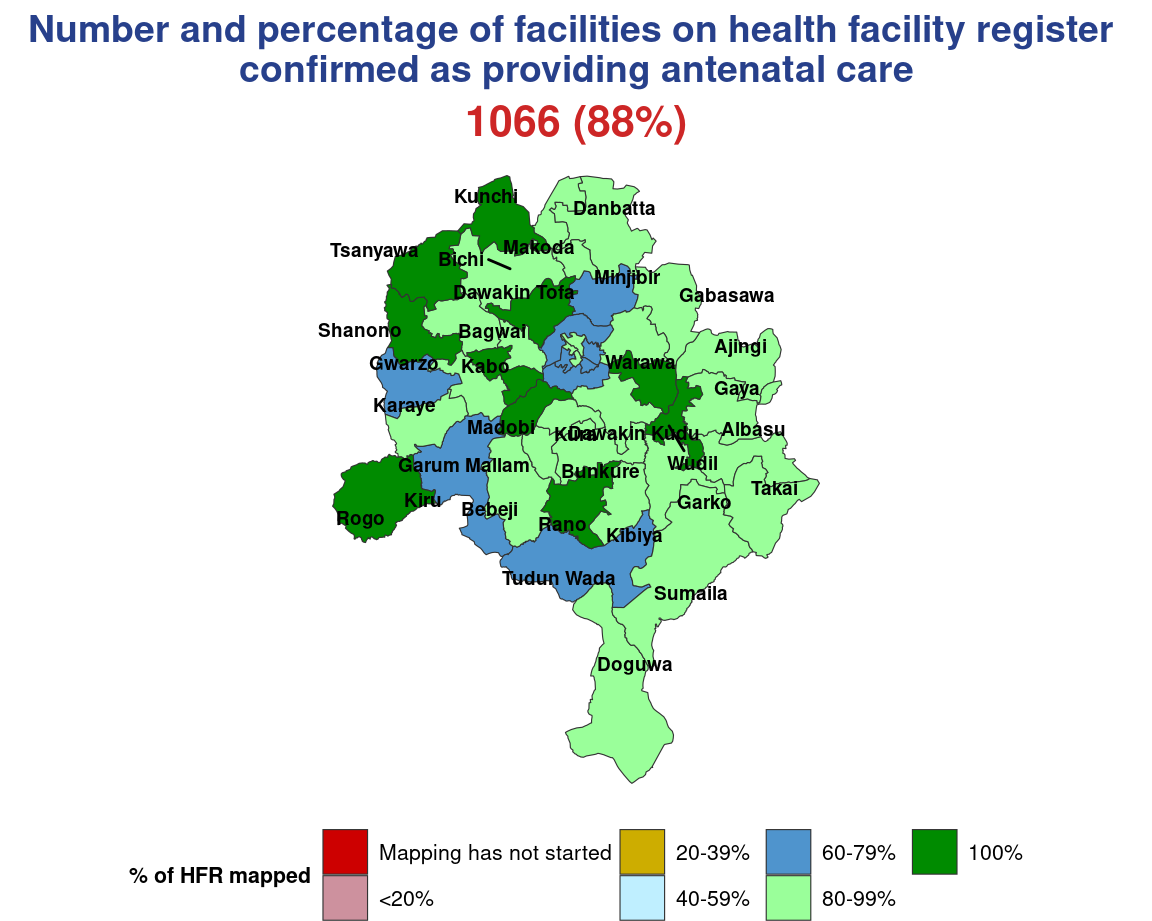 Number and percentage of facilities on health facility register
confirmed as providing antenatal care
1066 (88%)
Kunchi
Danbatta
Tsanyawa
Makoda
Bichi
Minjibir
Dawakin Tofa
Gabasawa
Shanono
Bagwai
Ajingi
Gwarzo
Kabo
Warawa
Gaya
Karaye
Madobi
Kura
Dawakin Kudu
Albasu
Garum Mallam
Bunkure
Wudil
Takai
Kiru
Bebeji
Garko
Rogo
Rano
Kibiya
Tudun Wada
Sumaila
Doguwa
% of HFR mapped
Mapping has not started
<20%
20-39%
40-59%
60-79%
80-99%
100%